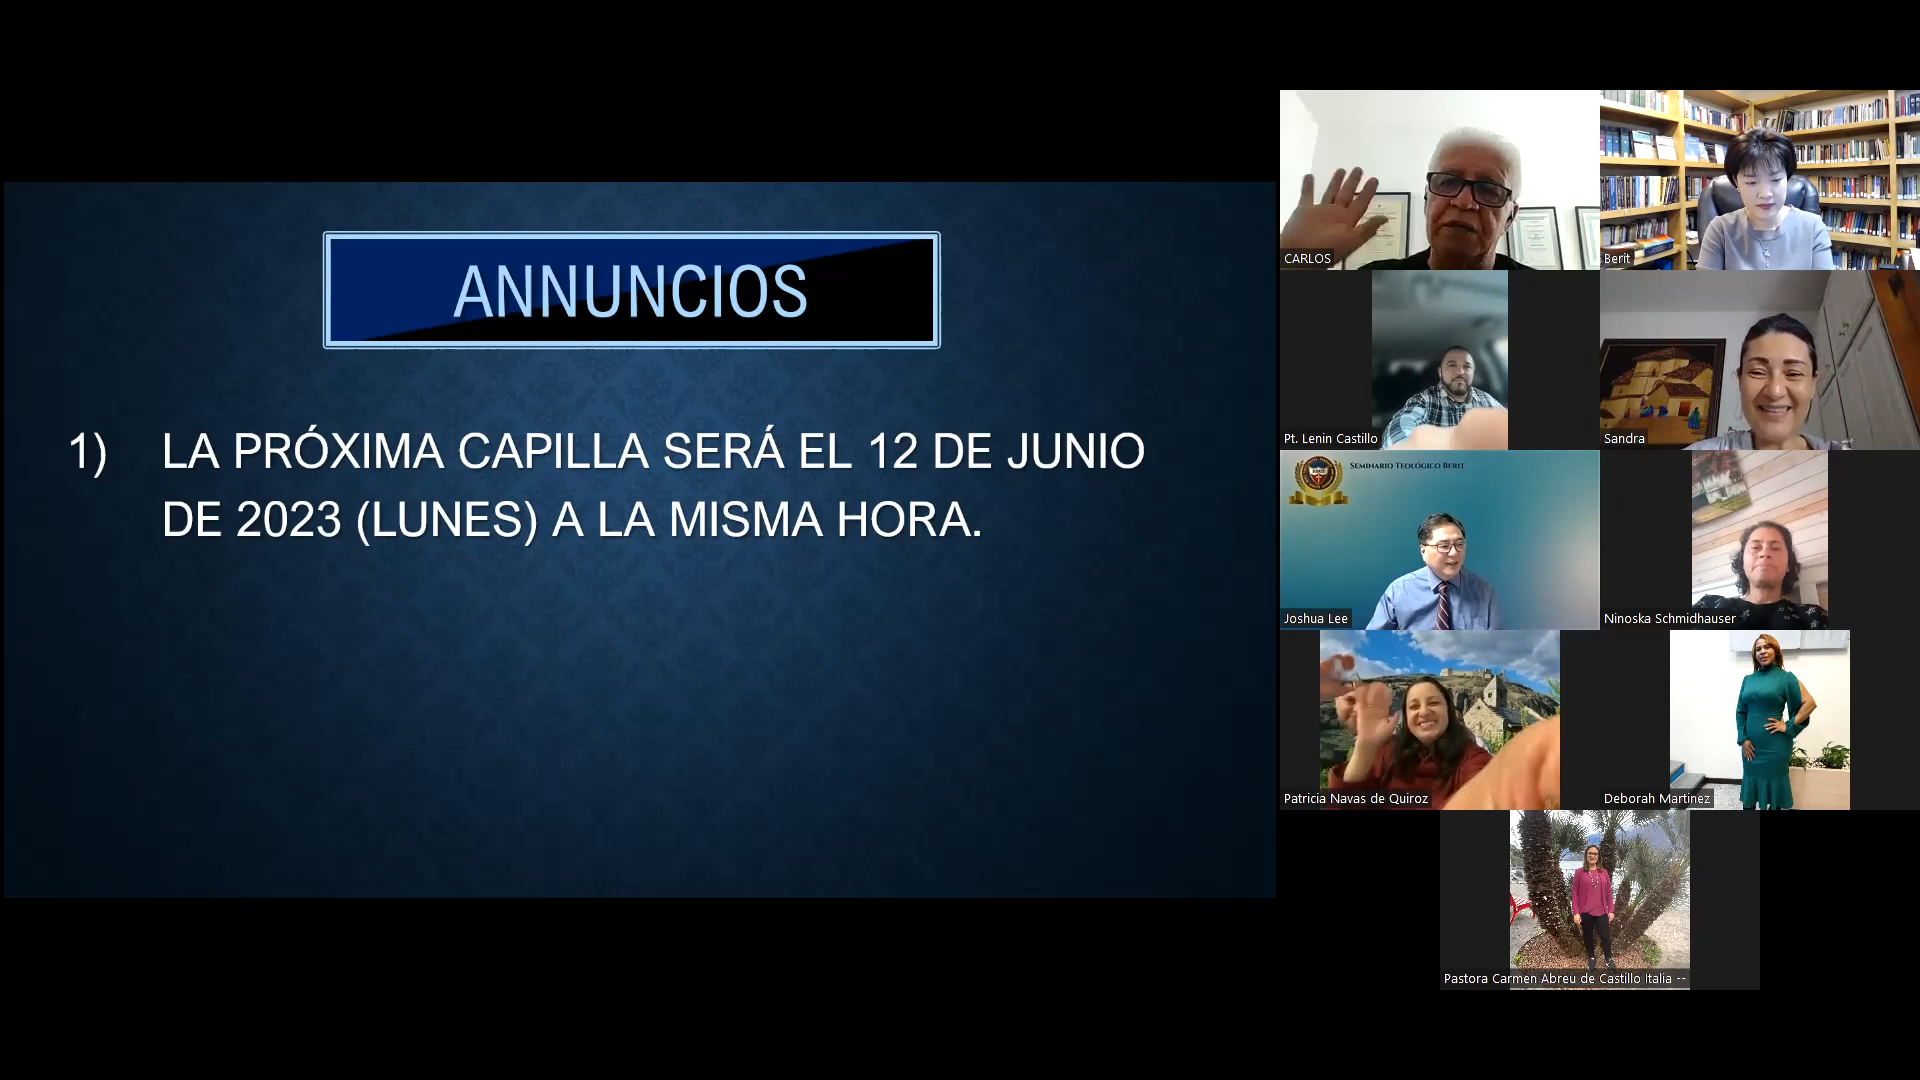 ANNUNCIOS
1) LA PRÓXIMA CAPILLA SERÁ EL 12 DE JUNIO
DE 2023 (LUNES) A LA MISMA HORA.
CARLOS
Berit
Pt. Lenin Castillo
Sandra
SEMINARIO TEOLÓGICO BERIT
Joshua Lee
Ninoska Schmidhauser
Patricia Navas de Quiroz
Deborah Martinez
Pastora Carmen Abreu de Castillo Italia --